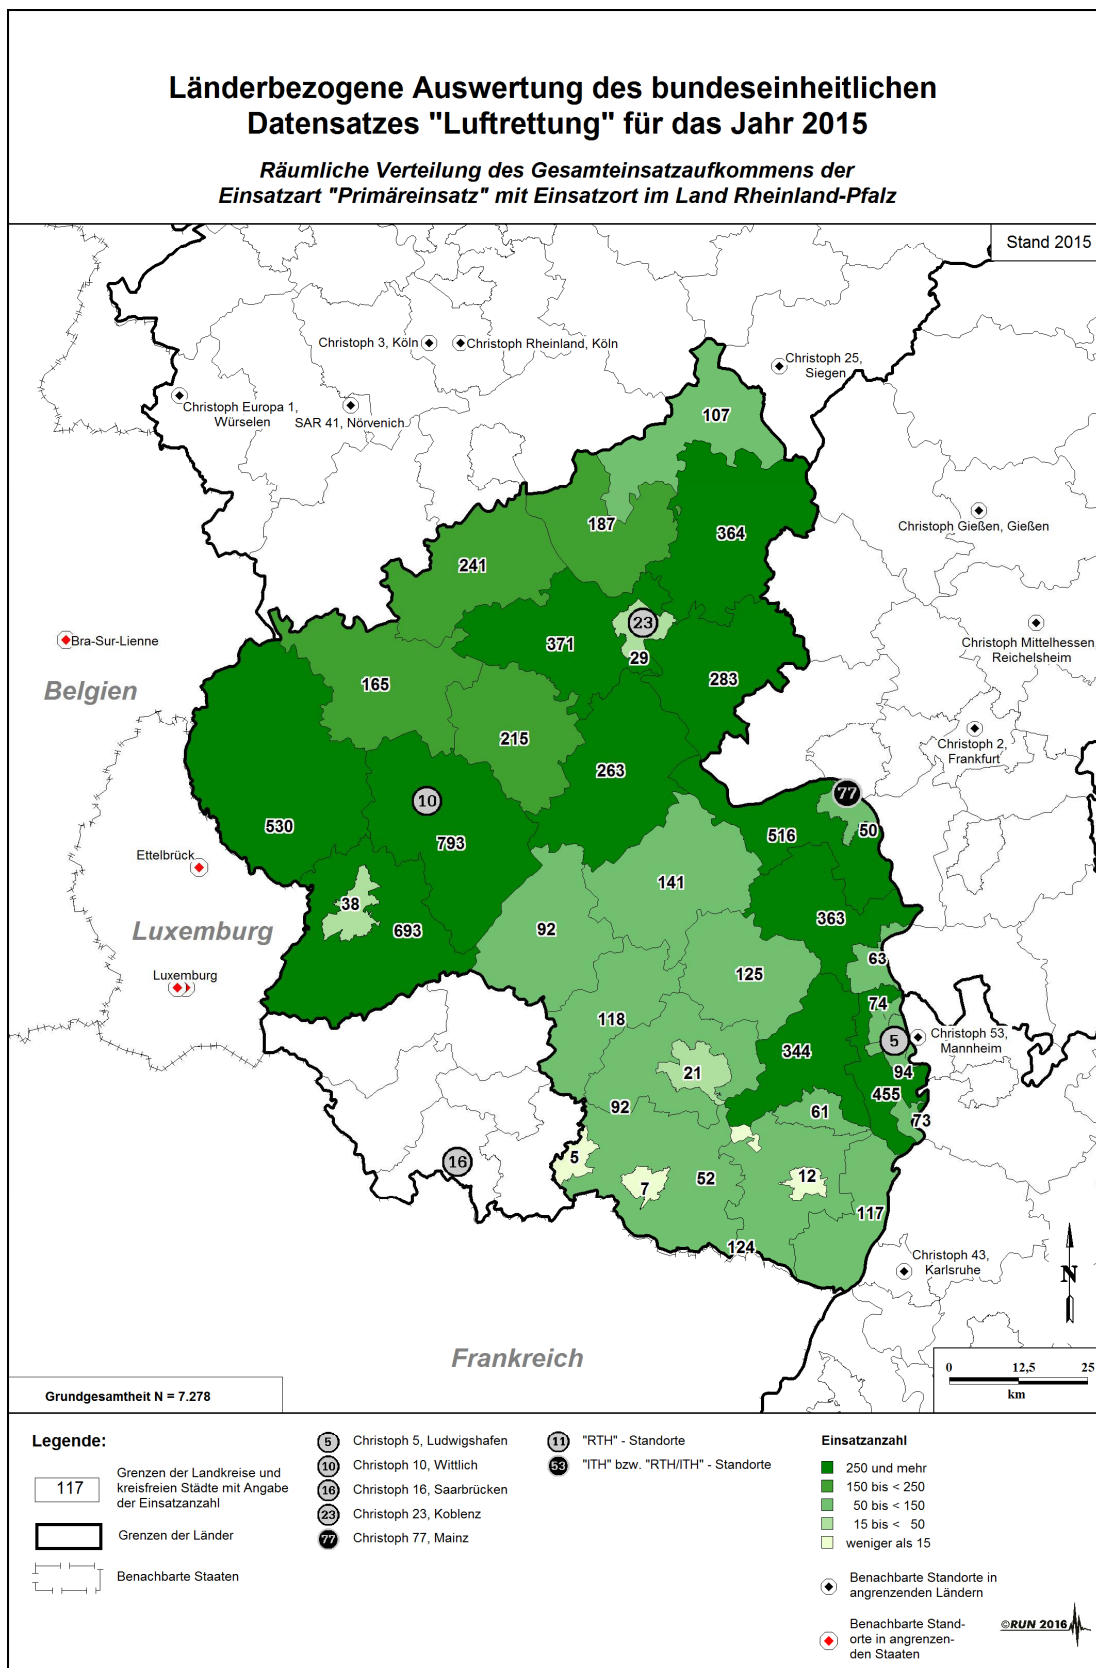 Länderbezogene Auswertung des bundeseinheitlichen
Datensatzes "Luftrettung" für das Jahr 2015
Räumliche Verteilung des Gesamteinsatzaufkommens der
Einsatzart "Primäreinsatz" mit Einsatzort im Land Rheinland-Pfalz
Stand 2015
Christoph 3, Köln
Christoph Rheinland, Köln
Christoph 25,
Siegen
Christoph Europa 1,
Würselen
SAR 41, Nörvenich
107
Christoph Gießen, Gießen
187
364
241
Bra-Sur-Lienne
23
Christoph Mittelhessen,
Reichelsheim
371
29
Belgien
165
283
215
Christoph 2,
Frankfurt
263
77
10
530
793
516
50
Ettelbrück
141
38
363
Luxemburg
693
92
63
Luxemburg
125
74
118
Christoph 53,
Mannheim
5
344
21
94
455
92
61
73
16
5
7
52
12
117
124
Christoph 43,
Karlsruhe
N
Frankreich
0 12,5 25
km
Grundgesamtheit N = 7.278
Legende:
117
Grenzen der Landkreise und
kreisfreien Städte mit Angabe
der Einsatzanzahl
Grenzen der Länder
Benachbarte Staaten
5 Christoph 5, Ludwigshafen
10 Christoph 10, Wittlich
16 Christoph 16, Saarbrücken
23 Christoph 23, Koblenz
77 Christoph 77, Mainz
11 "RTH" - Standorte
53 "ITH" bzw. "RTH/ITH" - Standorte
Einsatzanzahl
250 und mehr
150 bis < 250
50 bis < 150
15 bis < 50
weniger als 15
Benachbarte Standorte in
angrenzenden Ländern
Benachbarte Stand-
orte in angrenzen-
den Staaten
©RUN 2016